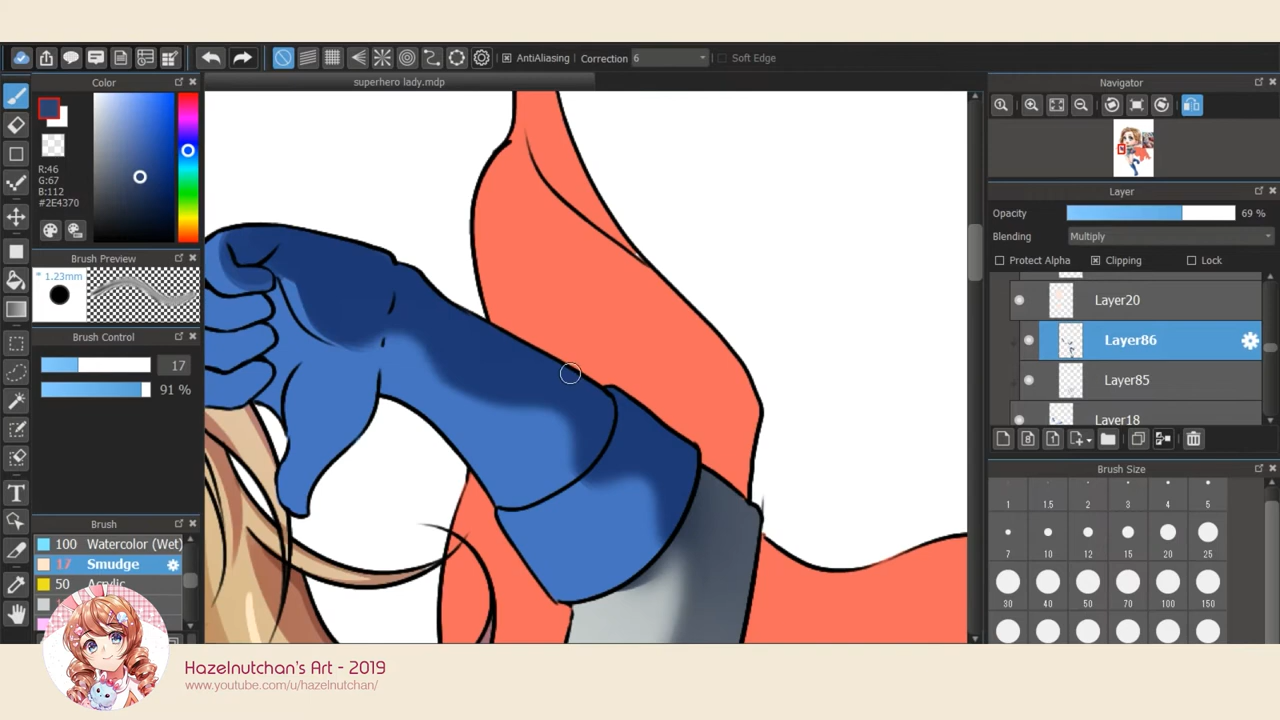 AntiAliasing Correction 6 Soft Edge
Color
superhero lady.mdp
Navigator
R:46
G:67
B:112
#2E4370
Layer
Opacity 69 %
Blending Multiply
Protect Alpha Clipping Lock
Brush Preview
* 1.23mm
Layer20
Brush Control
Layer86
17
91 %
Layer85
Layer18
Brush Size
1 1.5 2 3 4 5
7 10 12 15 20 25
30 40 50 70 100 150
Brush
100 Watercolor (Wet)
17 Smudge
50 Acrylic
T
Hazelnutchan's Art - 2019
www.youtube.com/u/hazelnutchan/